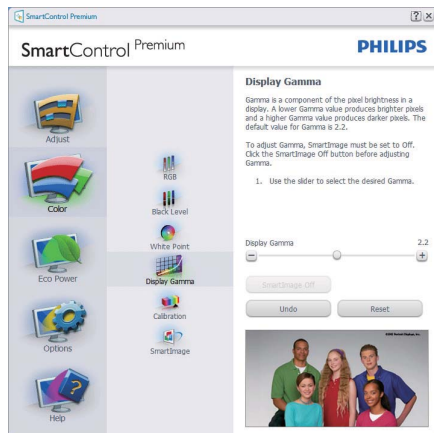 SmartControl Premium
SmartControl Premium
PHILIPS
Adjust
Color
Eco Power
Options
Help
RGB
Black Level
White Point
Display Gamma
Calibration
SmartImage
Display Gamma
Gamma is a component of the pixel brightness in a
display. A lower Gamma value produces brighter pixels
and a higher Gamma value produces darker pixels. The
default value for Gamma is 2.2.
To adjust Gamma, SmartImage must be set to Off.
Click the SmartImage Off button before adjusting
Gamma.
1. Use the slider to select the desired Gamma.
Display Gamma 2.2
SmartImage Off
Undo Reset